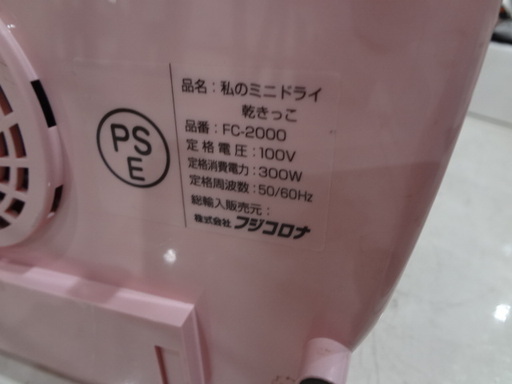 PS
E
品名：私のミニドライ
乾きっこ
品番：FC-2000
定格電圧：100V
定格消費電力：300W
定格周波数：50/60Hz
総輸入販売元：
株式会社 フジコロナ